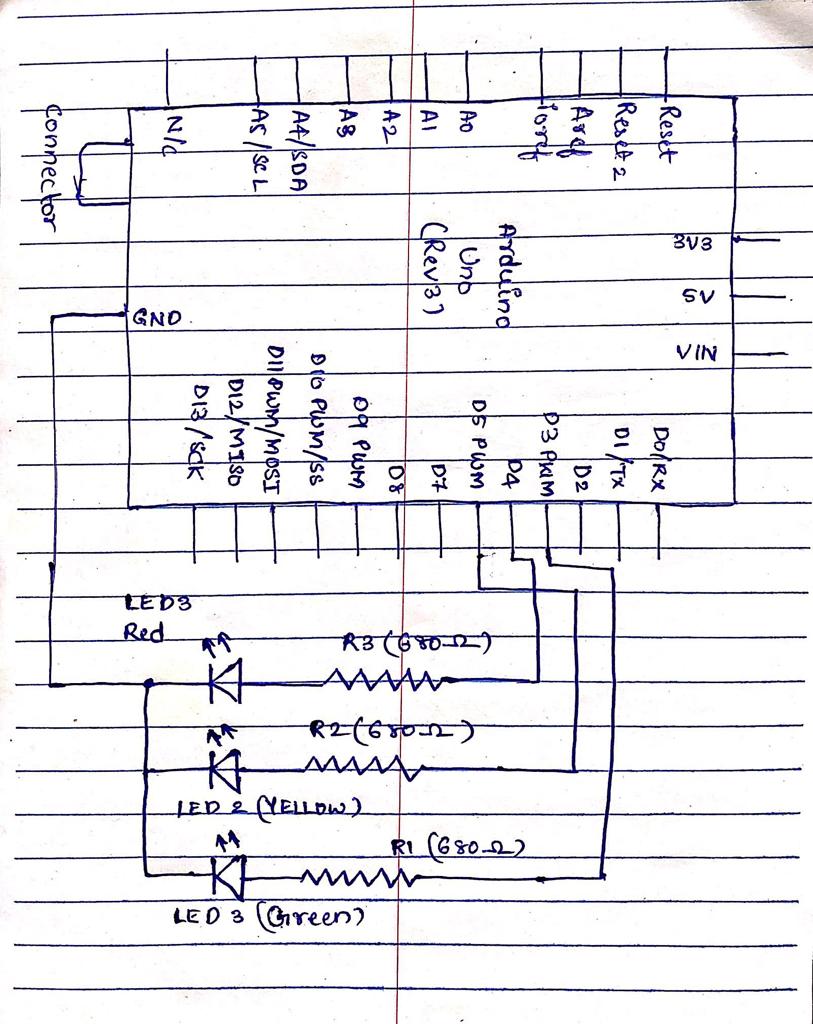 Connector
N/C
A5/SCL
A4/SDA
A3
A2
A1
A0
Ioref
Aref
Reset 2
Reset
Arduino
Uno
(Rev3)
3V3
5V
VIN
GND
D13/SCK
D12/MISO
D11PWM/MOSI
D10 PWM/SS
D9 PWM
D8
D7
D5 PWM
D4
D3 PWM
D2
D1/Tx
D0/RX
LED3
Red
R3 (680Ω)
R2 (680Ω)
LED 2 (YELLOW)
R1 (680Ω)
LED 3 (Green)